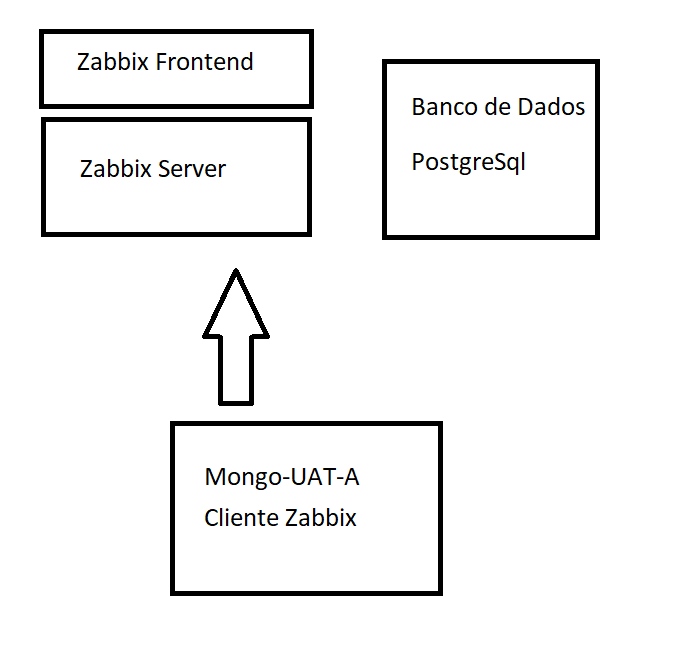 Zabbix Frontend
Zabbix Server
Banco de Dados
PostgreSql
Mongo-UAT-A
Cliente Zabbix